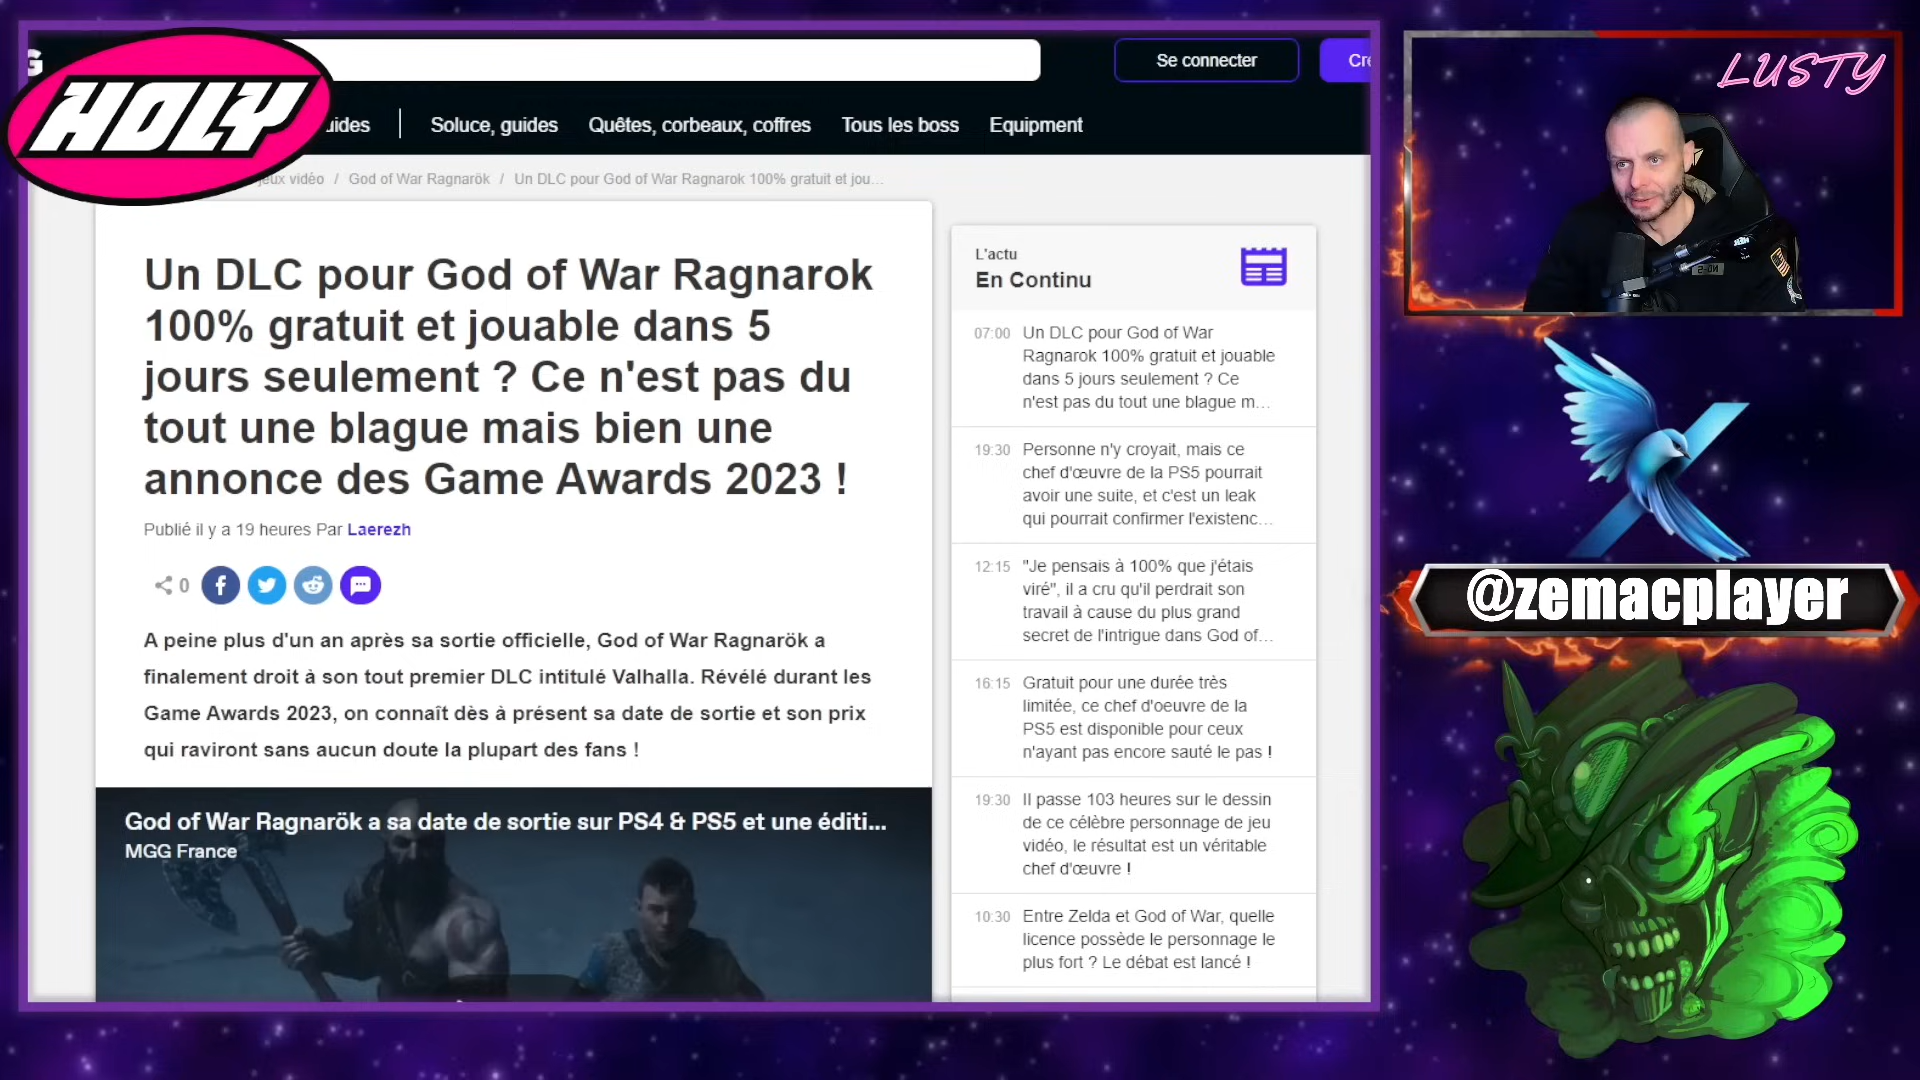 G
HOLY
uides
Soluce, guides
Quêtes, corbeaux, coffres
Tous les boss
Equipment
Se connecter
Cré
jeux vidéo / God of War Ragnarök / Un DLC pour God of War Ragnarok 100% gratuit et jou…
Un DLC pour God of War Ragnarok
100% gratuit et jouable dans 5
jours seulement ? Ce n'est pas du
tout une blague mais bien une
annonce des Game Awards 2023 !
Publié il y a 19 heures Par Laerezh
0
A peine plus d'un an après sa sortie officielle, God of War Ragnarök a
finalement droit à son tout premier DLC intitulé Valhalla. Révélé durant les
Game Awards 2023, on connaît dès à présent sa date de sortie et son prix
qui raviront sans aucun doute la plupart des fans !
God of War Ragnarök a sa date de sortie sur PS4 & PS5 et une éditi...
MGG France
L'actu
En Continu
07:00 Un DLC pour God of War
Ragnarok 100% gratuit et jouable
dans 5 jours seulement ? Ce
n'est pas du tout une blague m…
19:30 Personne n'y croyait, mais ce
chef d'œuvre de la PS5 pourrait
avoir une suite, et c'est un leak
qui pourrait confirmer l'existenc…
12:15 "Je pensais à 100% que j'étais
viré", il a cru qu'il perdrait son
travail à cause du plus grand
secret de l'intrigue dans God of…
16:15 Gratuit pour une durée très
limitée, ce chef d'oeuvre de la
PS5 est disponible pour ceux
n'ayant pas encore sauté le pas !
19:30 Il passe 103 heures sur le dessin
de ce célèbre personnage de jeu
vidéo, le résultat est un véritable
chef d'œuvre !
10:30 Entre Zelda et God of War, quelle
licence possède le personnage le
plus fort ? Le débat est lancé !
LUSTY
@zemacplayer